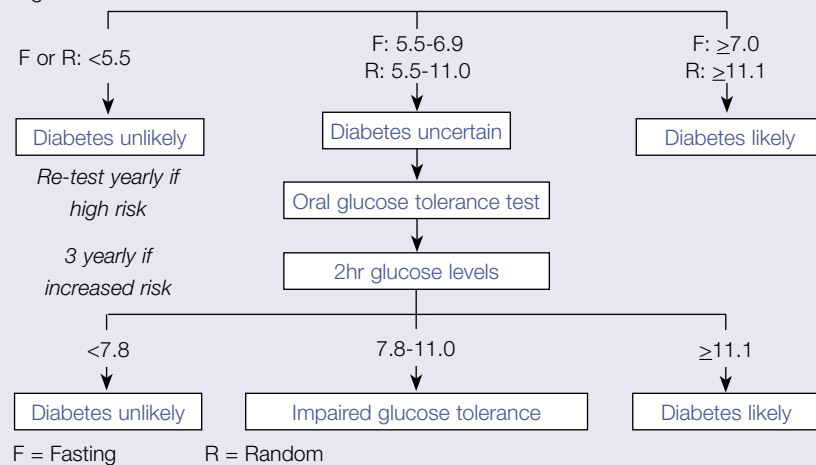 F or R: <5.5
F: 5.5-6.9
R: 5.5-11.0
F: ≥7.0
R: ≥11.1
Diabetes unlikely
Diabetes uncertain
Diabetes likely
Re-test yearly if
high risk
Oral glucose tolerance test
3 yearly if
increased risk
2hr glucose levels
<7.8
7.8-11.0
≥11.1
Diabetes unlikely
Impaired glucose tolerance
Diabetes likely
F = Fasting R = Random